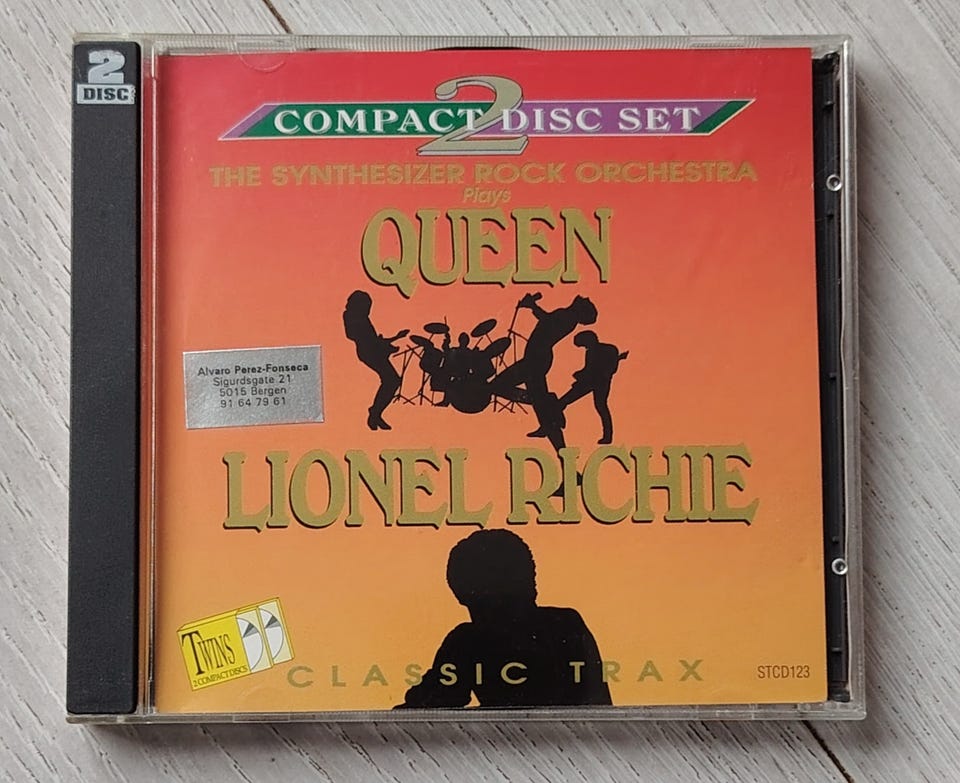 2
DISC
2
COMPACT DISC SET
THE SYNTHESIZER ROCK ORCHESTRA
Plays
QUEEN
Alvaro Perez-Fonseca
Sigurdsgate 21
5015 Bergen
91 64 79 61
LIONEL RICHIE
TWINS
2 COMPACT DISCS
CLASSIC TRAX
STCD123